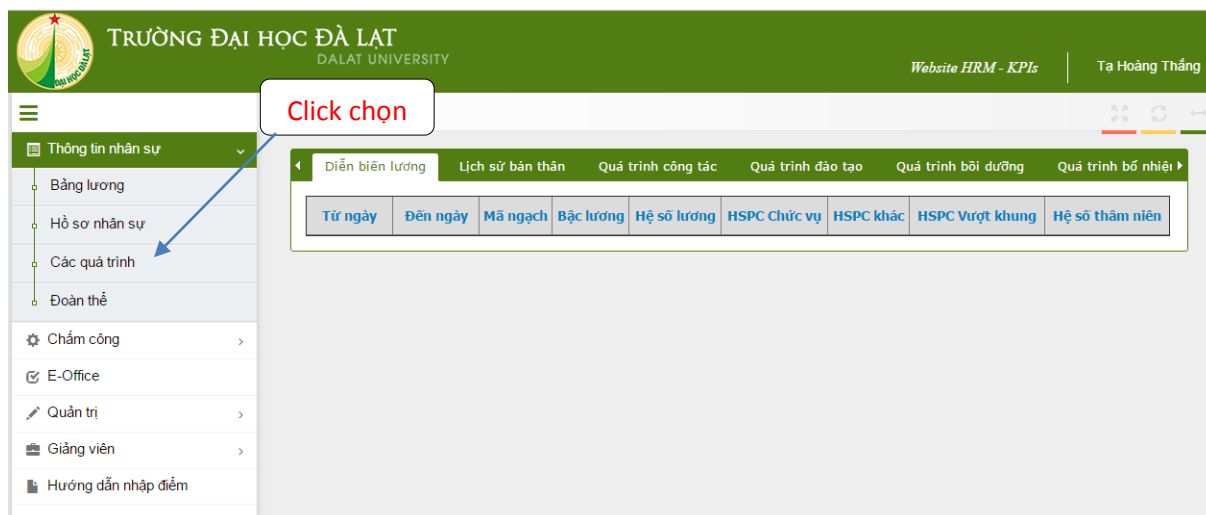 TRƯỜNG ĐẠI HỌC ĐÀ LẠT
DALAT UNIVERSITY
ĐẠI HỌC ĐÀ LẠT
Website HRM - KPIs
Tạ Hoàng Thắng
Click chọn
Thông tin nhân sự
Bảng lương
Hồ sơ nhân sự
Các quá trình
Đoàn thể
Chấm công
E-Office
Quản trị
Giảng viên
Hướng dẫn nhập điểm
Diễn biến lương Lịch sử bản thân Quá trình công tác Quá trình đào tạo Quá trình bồi dưỡng Quá trình bổ nhiệ
Từ ngày Đến ngày Mã ngạch Bậc lương Hệ số lương HSPC Chức vụ HSPC khác HSPC Vượt khung Hệ số thâm niên